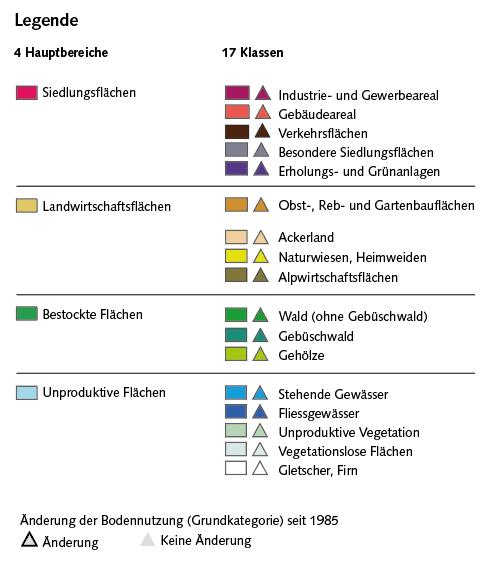 Legende
4 Hauptbereiche 17 Klassen
Siedlungsflächen Industrie- und Gewerbeareal
Gebäudeareal
Verkehrsflächen
Besondere Siedlungsflächen
Erholungs- und Grünanlagen
Landwirtschaftsflächen Obst-, Reb- und Gartenbauflächen
Ackerland
Naturwiesen, Heimweiden
Alpwirtschaftsflächen
Bestockte Flächen Wald (ohne Gebüschwald)
Gebüschwald
Gehölze
Unproduktive Flächen Stehende Gewässer
Fliessgewässer
Unproduktive Vegetation
Vegetationslose Flächen
Gletscher, Firn
Änderung der Bodennutzung (Grundkategorie) seit 1985
Änderung Keine Änderung